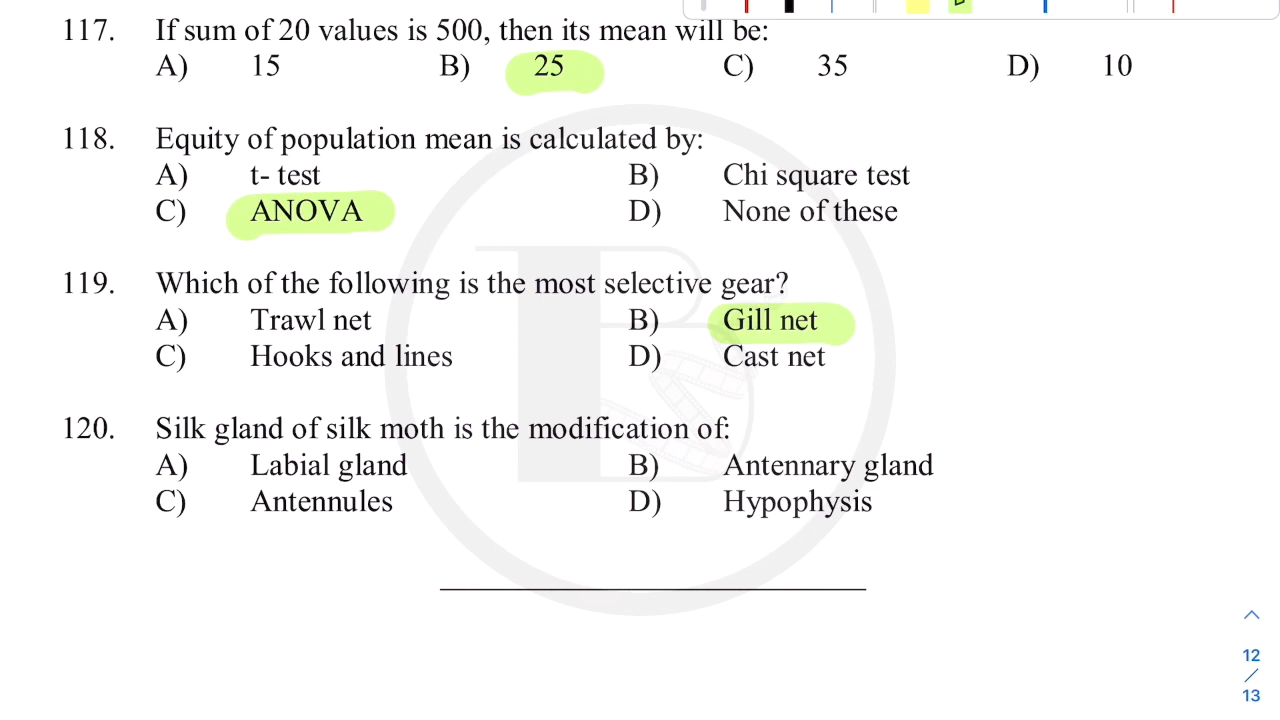 117. If sum of 20 values is 500, then its mean will be:
A) 15 B) 25 C) 35 D) 10
118. Equity of population mean is calculated by:
A) t- test B) Chi square test
C) ANOVA D) None of these
119. Which of the following is the most selective gear?
A) Trawl net B) Gill net
C) Hooks and lines D) Cast net
120. Silk gland of silk moth is the modification of:
A) Labial gland B) Antennary gland
C) Antennules D) Hypophysis
12
/
13